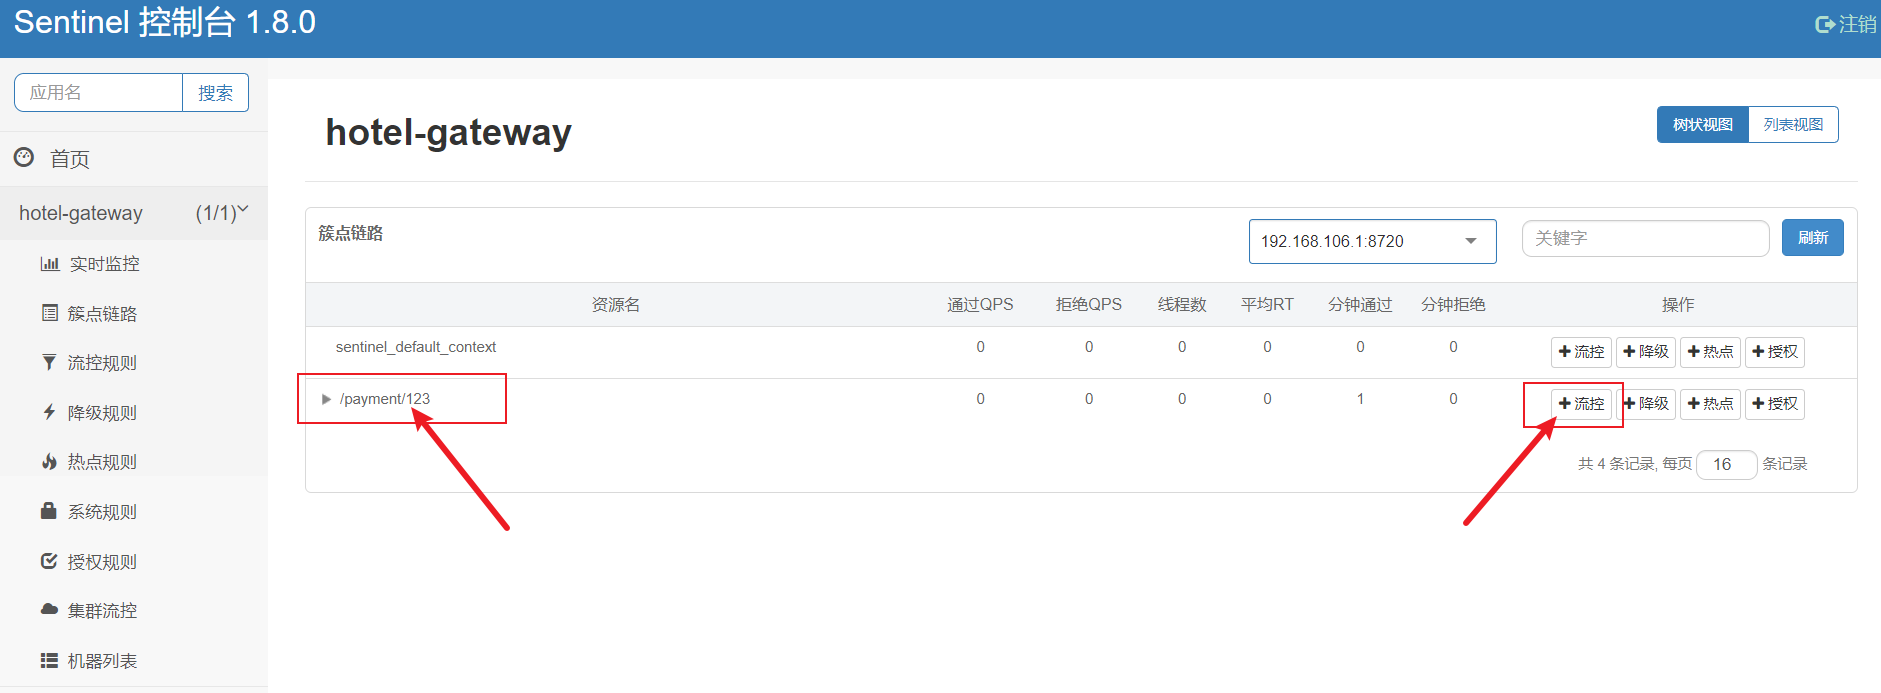 Sentinel 控制台 1.8.0
注销
应用名
搜索
首页
hotel-gateway (1/1)
实时监控
簇点链路
流控规则
降级规则
热点规则
系统规则
授权规则
集群流控
机器列表
hotel-gateway
树状视图 列表视图
簇点链路
192.168.106.1:8720
关键字
刷新
资源名 通过QPS 拒绝QPS 线程数 平均RT 分钟通过 分钟拒绝 操作
sentinel_default_context 0 0 0 0 0 0 流控 降级 热点 授权
/payment/123 0 0 0 0 1 0 流控 降级 热点 授权
共 4 条记录, 每页 16 条记录